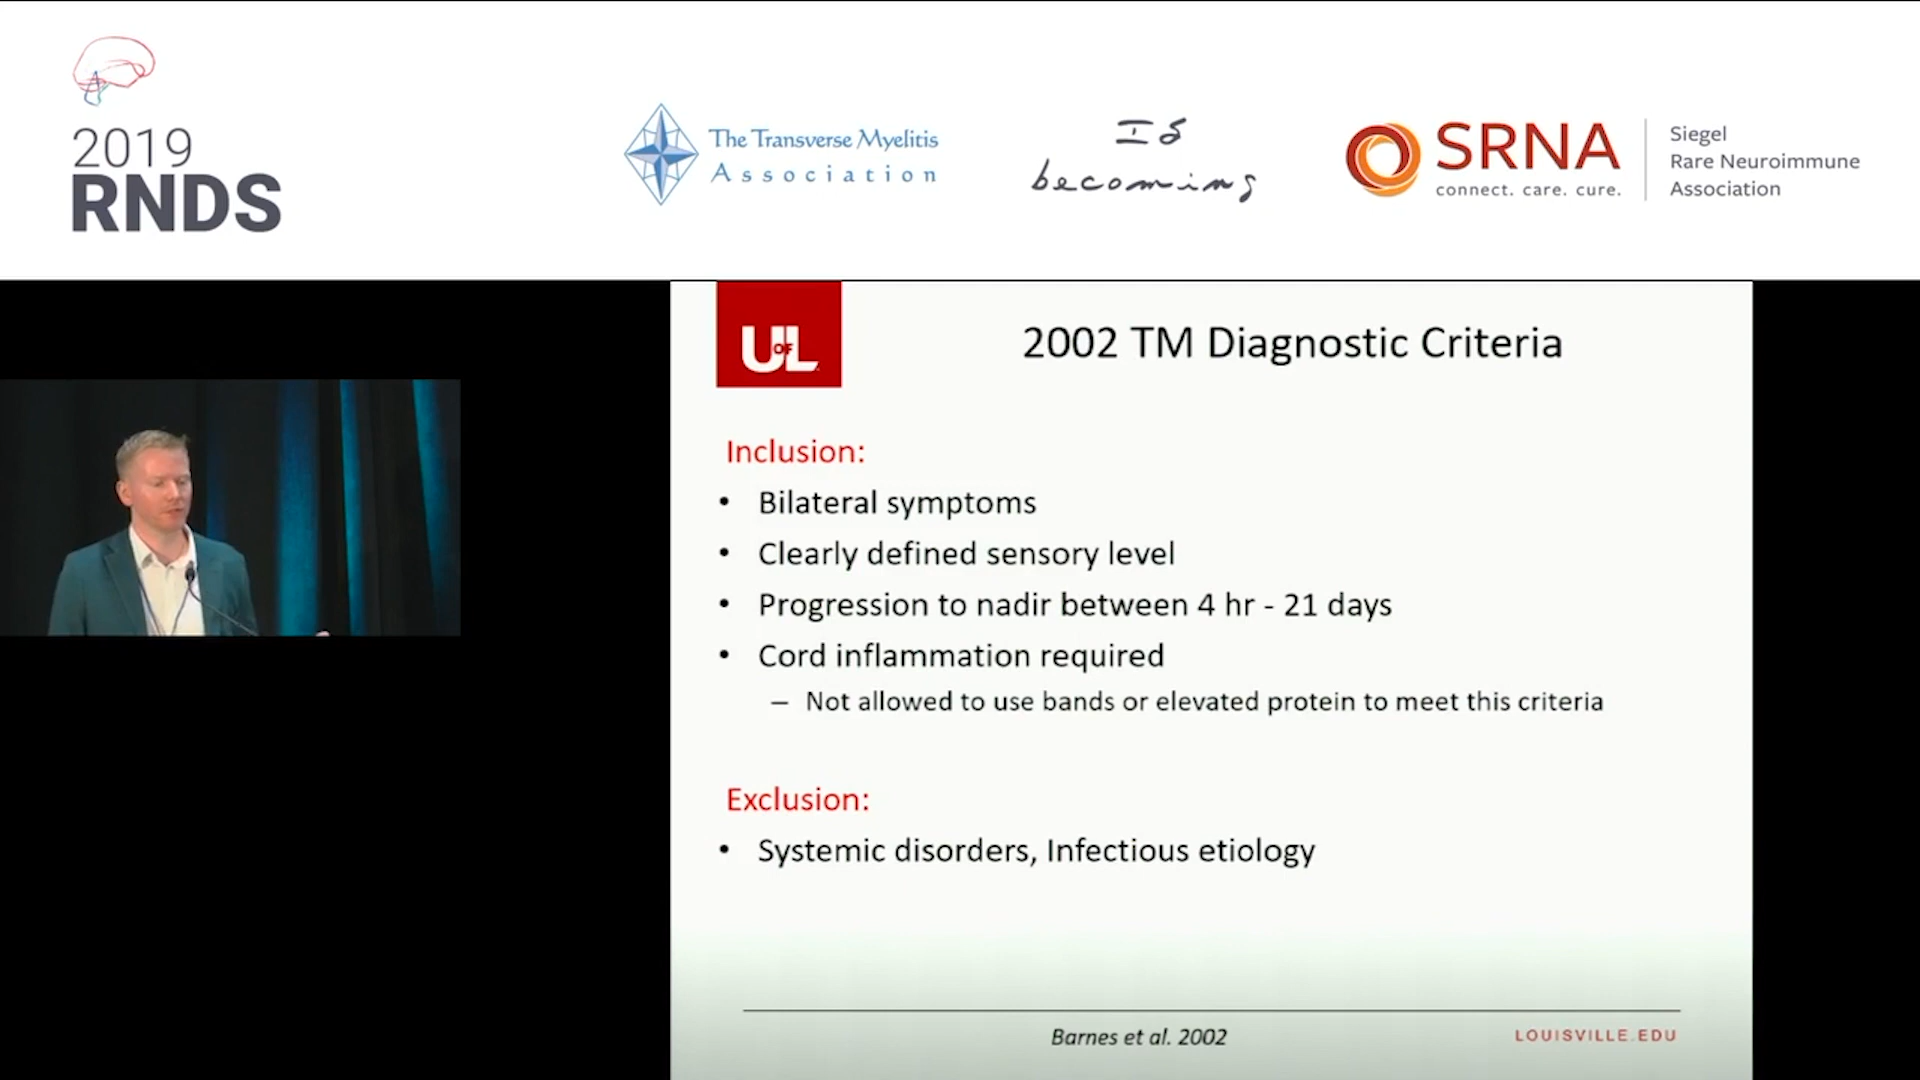 2019
RNDS
The Transverse Myelitis
Association
IS
becoming
SRNA
connect. care. cure.
Siegel
Rare Neuroimmune
Association
UofL
2002 TM Diagnostic Criteria
Inclusion:
• Bilateral symptoms
• Clearly defined sensory level
• Progression to nadir between 4 hr - 21 days
• Cord inflammation required
– Not allowed to use bands or elevated protein to meet this criteria
Exclusion:
• Systemic disorders, Infectious etiology
Barnes et al. 2002
LOUISVILLE.EDU